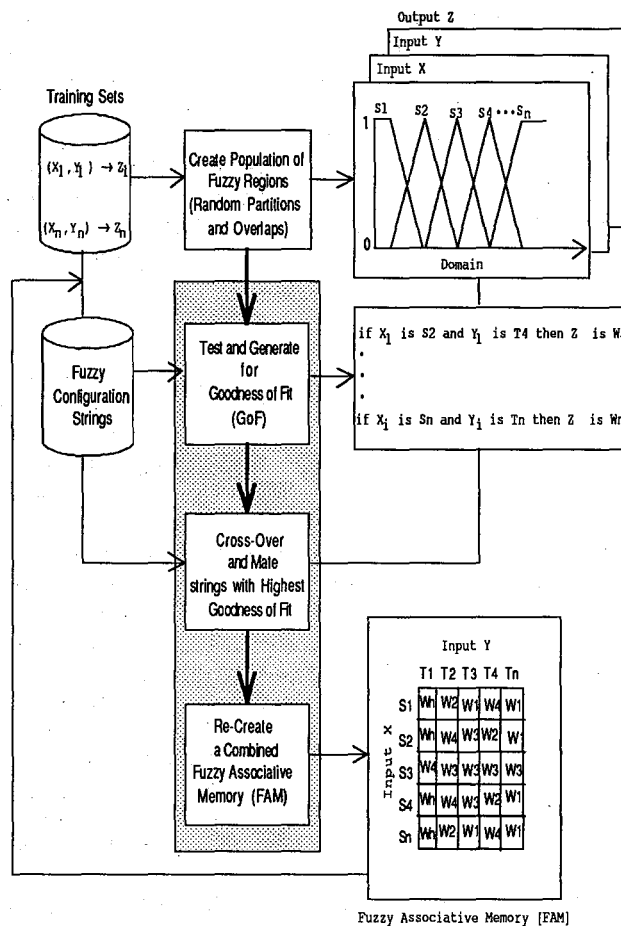 Output Z
Input Y
Input X
S1 S2 S3 S4 ••• Sn
1
0
Domain
Training Sets
(X1, Y1) → Z1
(Xn, Yn) → Zn
Create Population of
Fuzzy Regions
(Random Partitions
and Overlaps)
Fuzzy
Configuration
Strings
Test and Generate
for
Goodness of Fit
(GoF)
if X1 is S2 and Y1 is T4 then Z is W
.
.
.
if Xi is Sn and Yi is Tn then Z is Wn
Cross-Over
and Mate
strings with Highest
Goodness of Fit
Re-Create
a Combined
Fuzzy Associative
Memory (FAM)
Input Y
T1 T2 T3 T4 Tn
Input X
S1 Wn W2 W1 W4 W1
S2 Wn W4 W3 W2 W1
S3 W4 W3 W3 W3 W3
S4 Wn W4 W3 W2 W1
Sn Wn W2 W1 W4 W1
Fuzzy Associative Memory [FAM]